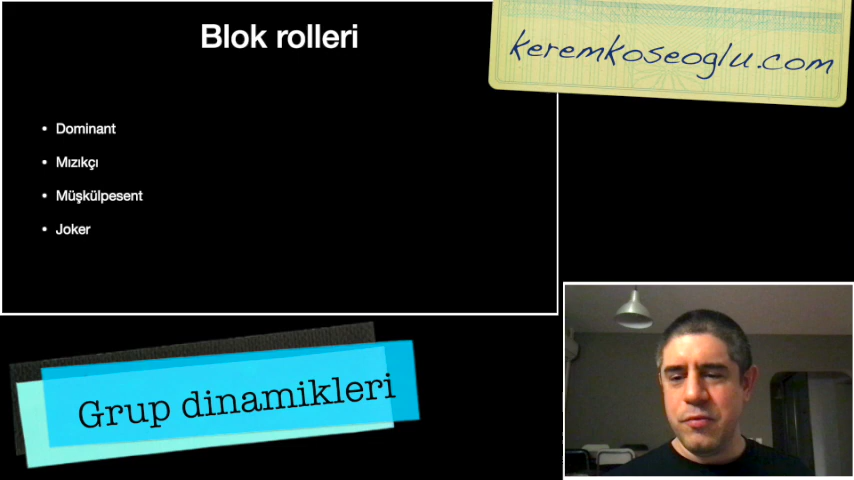 Blok rolleri
keremkoseoglu.com
• Dominant
• Mızıkçı
• Müşkülpesent
• Joker
Grup dinamikleri